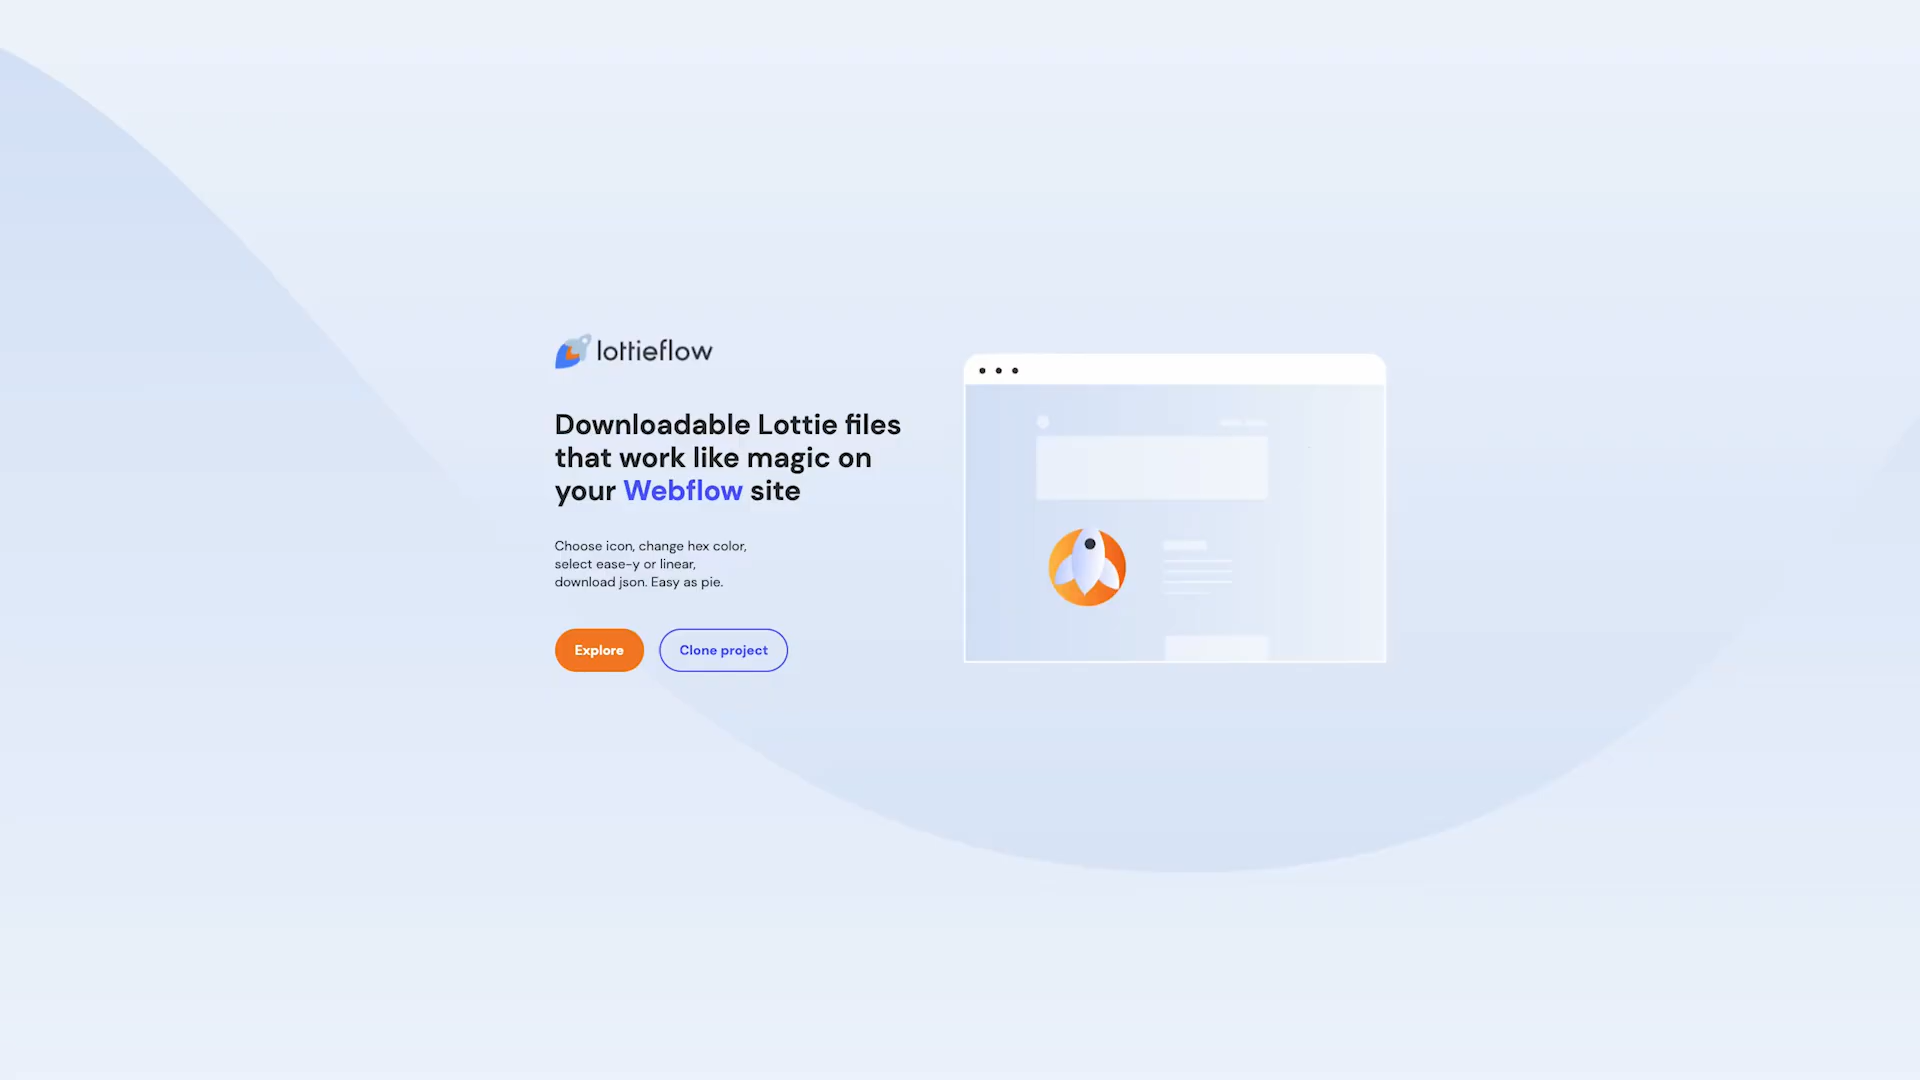 lottieflow
Downloadable Lottie files
that work like magic on
your Webflow site
Choose icon, change hex color,
select ease-y or linear,
download json. Easy as pie.
Explore
Clone project